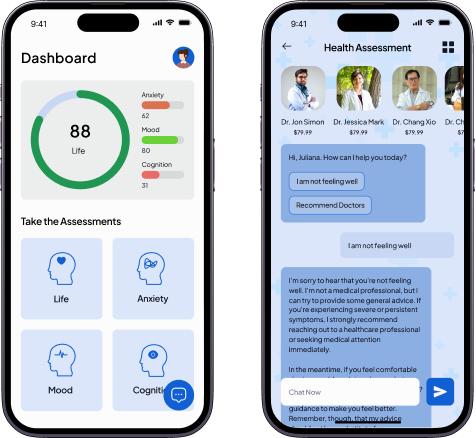 9:41
Dashboard
88
Life
Anxiety
62
Mood
80
Cognition
31
Take the Assessments
Life
Anxiety
Mood
9:41
Health Assessment
Dr. Jon Simon
$79.99
Dr. Jessica Mark
$79.99
Dr. Chang Xio
$79.99
Dr. Ch
$79
Hi, Juliana. How can I help you today?
I am not feeling well
Recommend Doctors
I am not feeling well
I'm sorry to hear that you're not feeling
well. I'm not a medical professional, but I
can try to provide some general advice. If
you're experiencing severe or persistent
symptoms, I strongly recommend
reaching out to a healthcare professional
or seeking medical attention
immediately.
In the meantime, if you feel comfortable
?
Chat Now
guidance to make you feel better.
Remember, though, that my advice